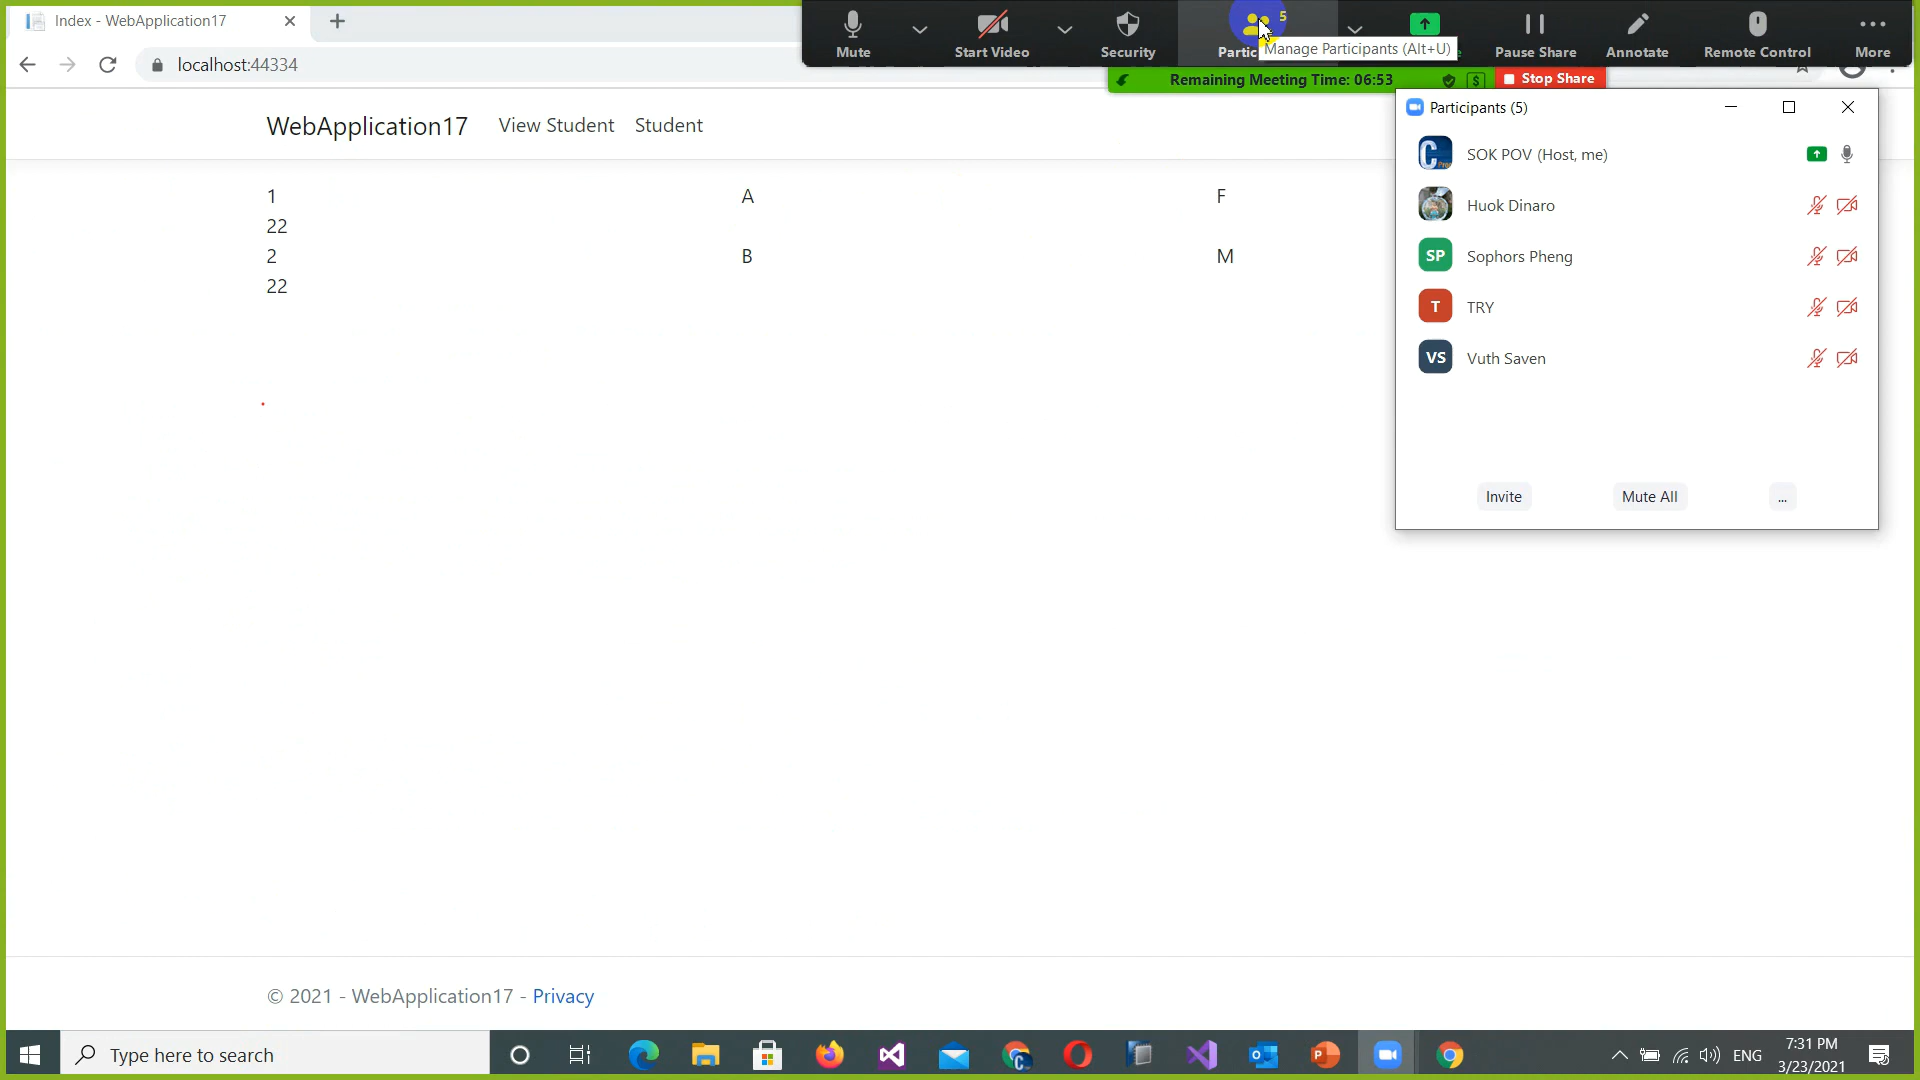 Index - WebApplication17
localhost:44334
Mute
Start Video
Security
5
Partic
Manage Participants (Alt+U)
Pause Share
Annotate
Remote Control
More
Remaining Meeting Time: 06:53
Stop Share
WebApplication17
View Student
Student
1 A F
22
2 B M
22
Participants (5)
SOK POV (Host, me)
Huok Dinaro
SP Sophors Pheng
T TRY
VS Vuth Saven
Invite
Mute All
...
© 2021 - WebApplication17 - Privacy
Type here to search
ENG
7:31 PM
3/23/2021